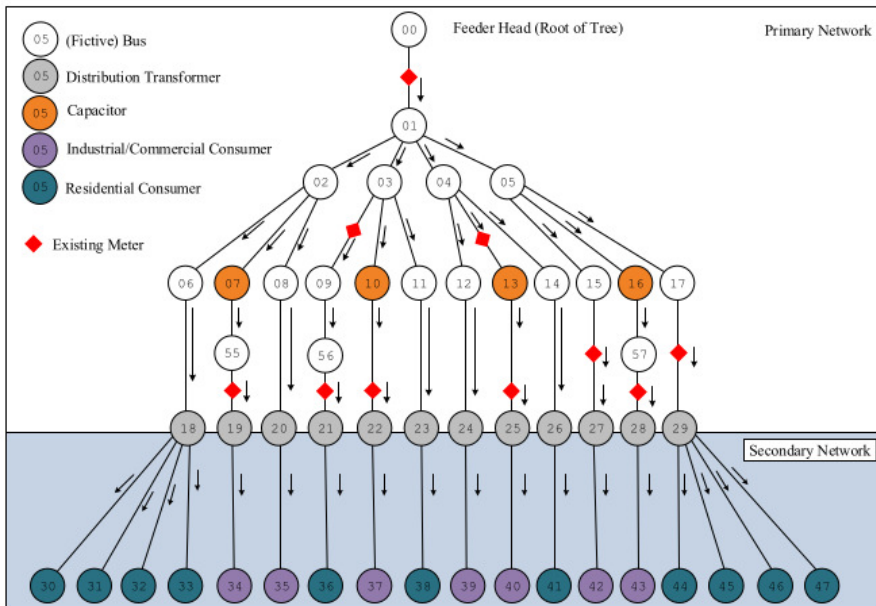 00 Feeder Head (Root of Tree) Primary Network
05 (Fictive) Bus
05 Distribution Transformer
05 Capacitor
05 Industrial/Commercial Consumer
05 Residential Consumer
Existing Meter
01
02 03 04 05
06 07 08 09 10 11 12 13 14 15 16 17
55 56 57
18 19 20 21 22 23 24 25 26 27 28 29
Secondary Network
30 31 32 33 34 35 36 37 38 39 40 41 42 43 44 45 46 47